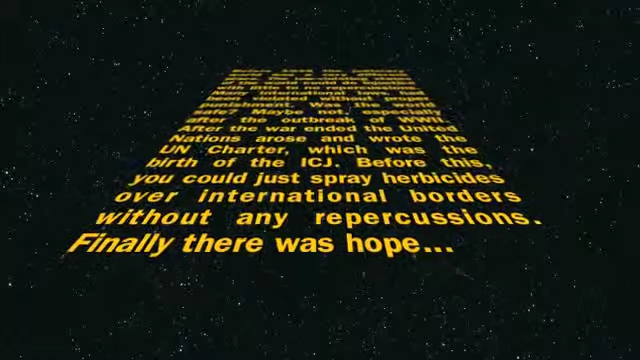 with little to no repercussions.
Many international laws had
been violated without
Was the world
safe? Maybe not, especially
after the outbreak of WWII.
After the war ended the United
Nations arose and wrote the
UN Charter, which was the
birth of the ICJ. Before this,
you could just spray herbicides
over international borders
without any repercussions.
Finally there was hope...